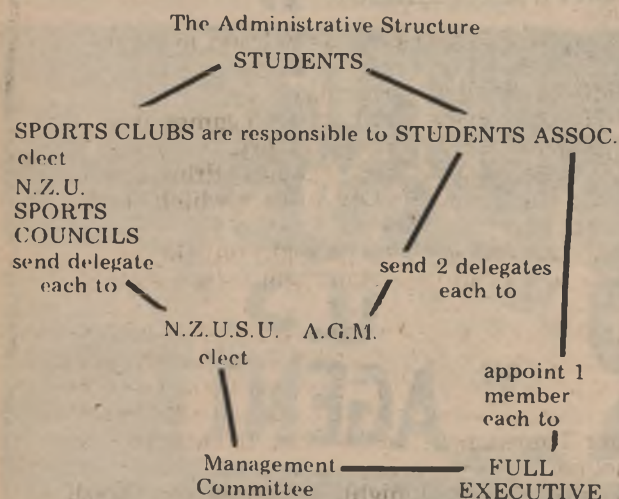 The Administrative Structure
STUDENTS
SPORTS CLUBS are responsible to STUDENTS ASSOC.
elect
N.Z.U.
SPORTS
COUNCILS
send delegate
each to
send 2 delegates
each to
N.Z.U.S.U. A.G.M.
elect
appoint 1
member
each to
Management
Committee
FULL
EXECUTIVE